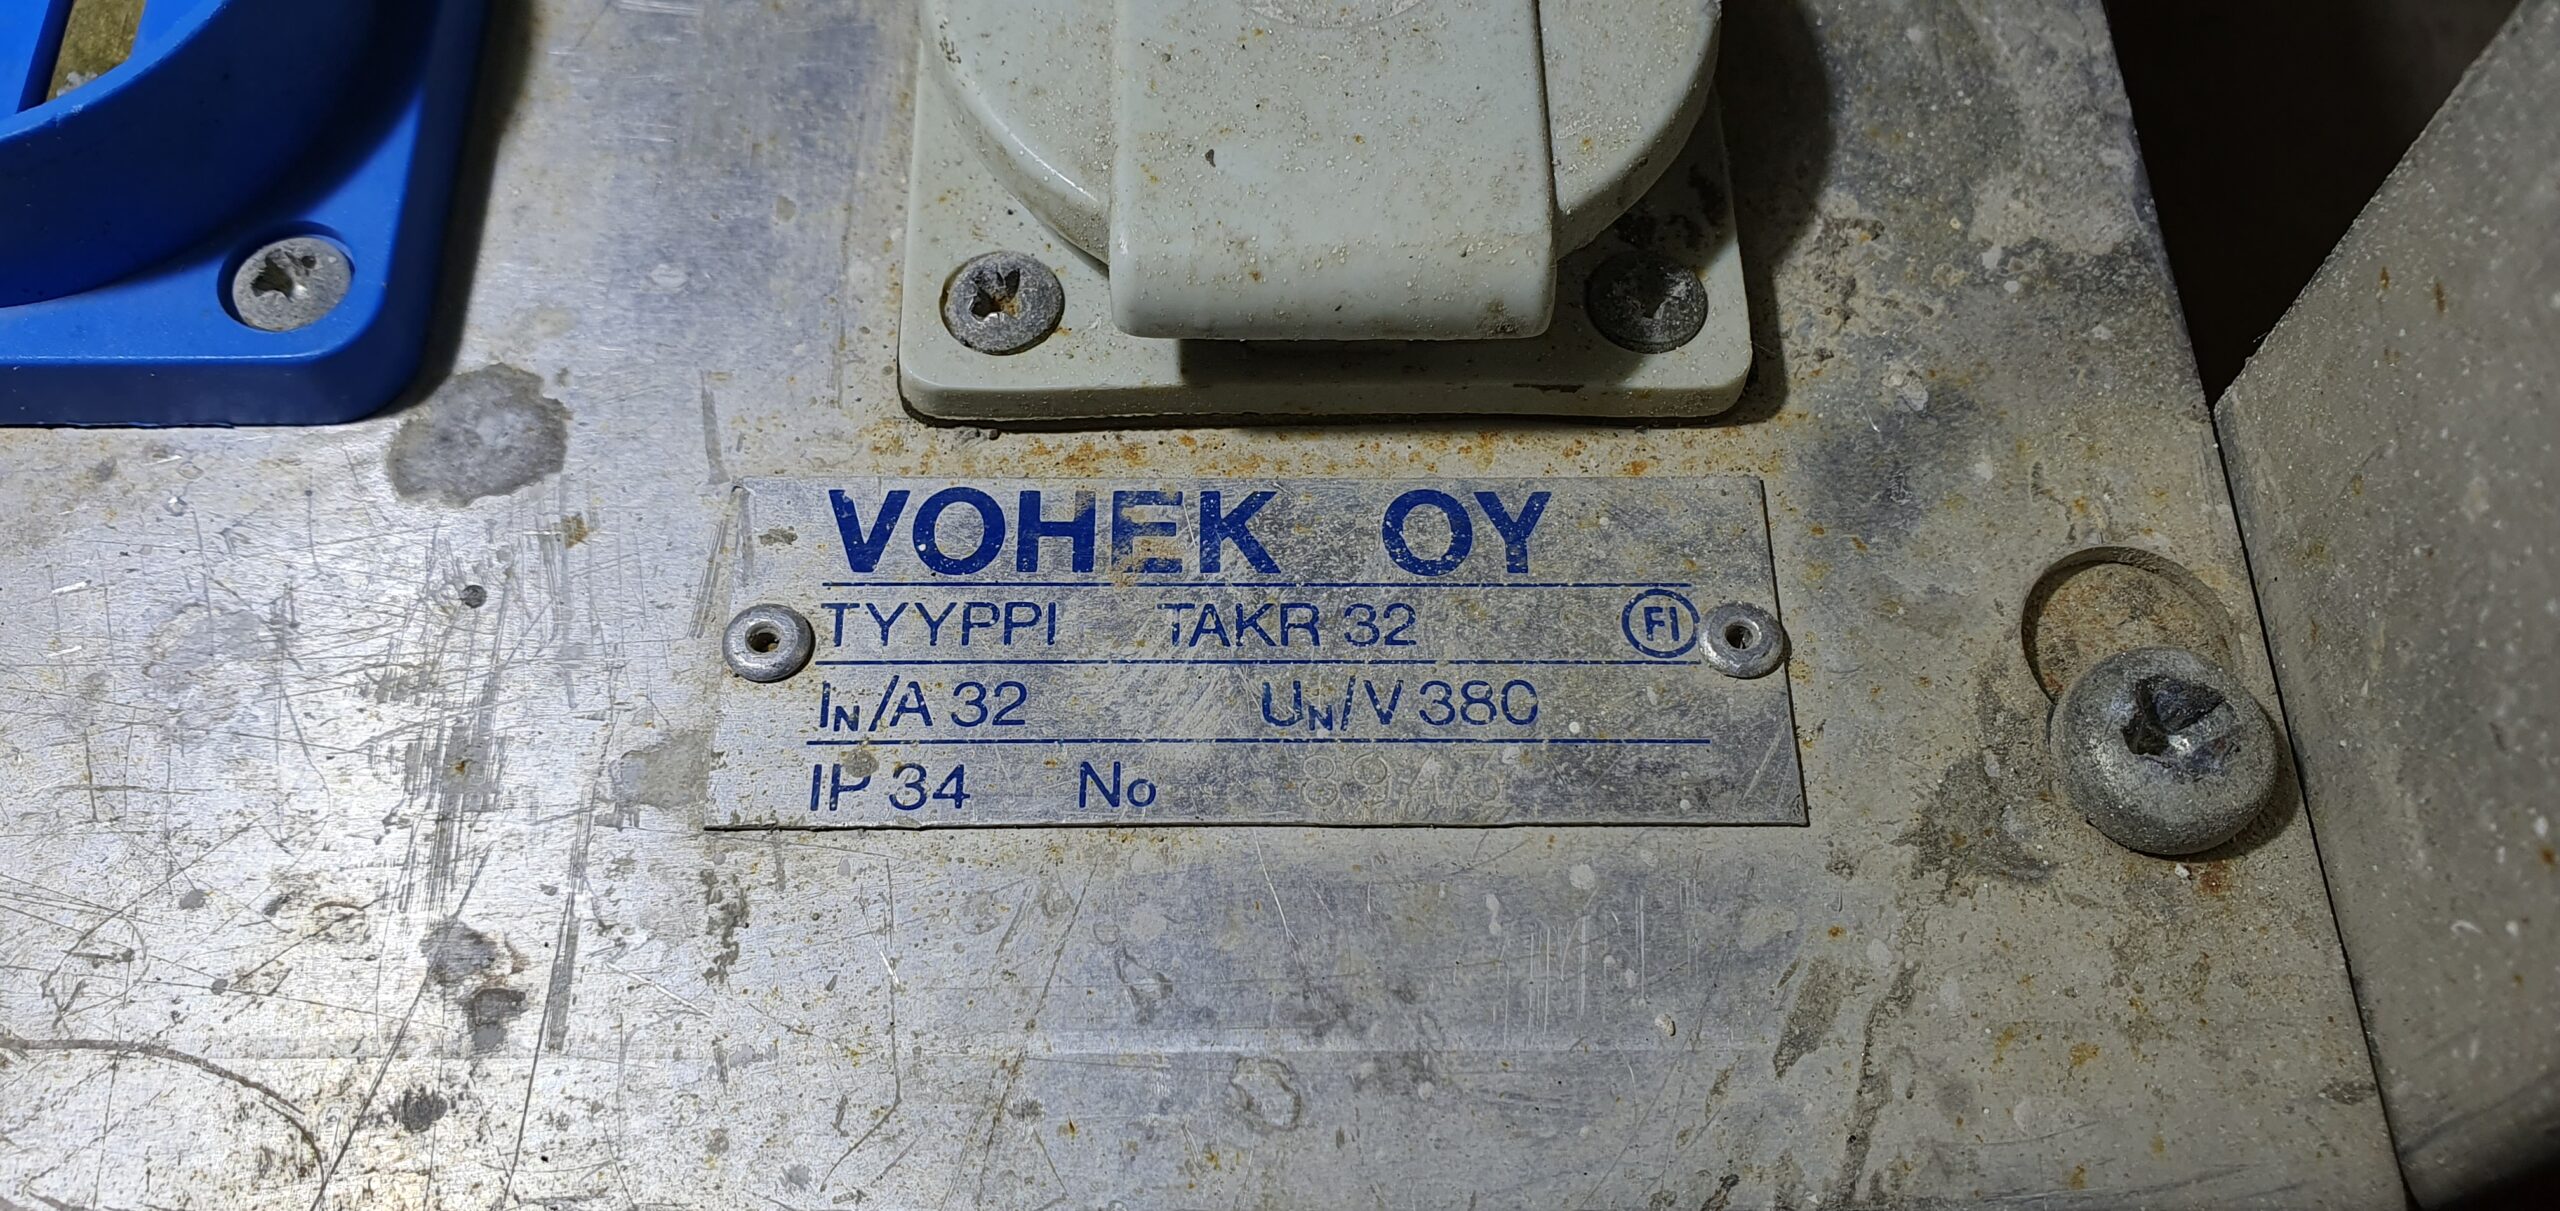 VOHEK OY
TYYPPI TAKR 32 FI
IN/A 32 UN/V 380
IP 34 No